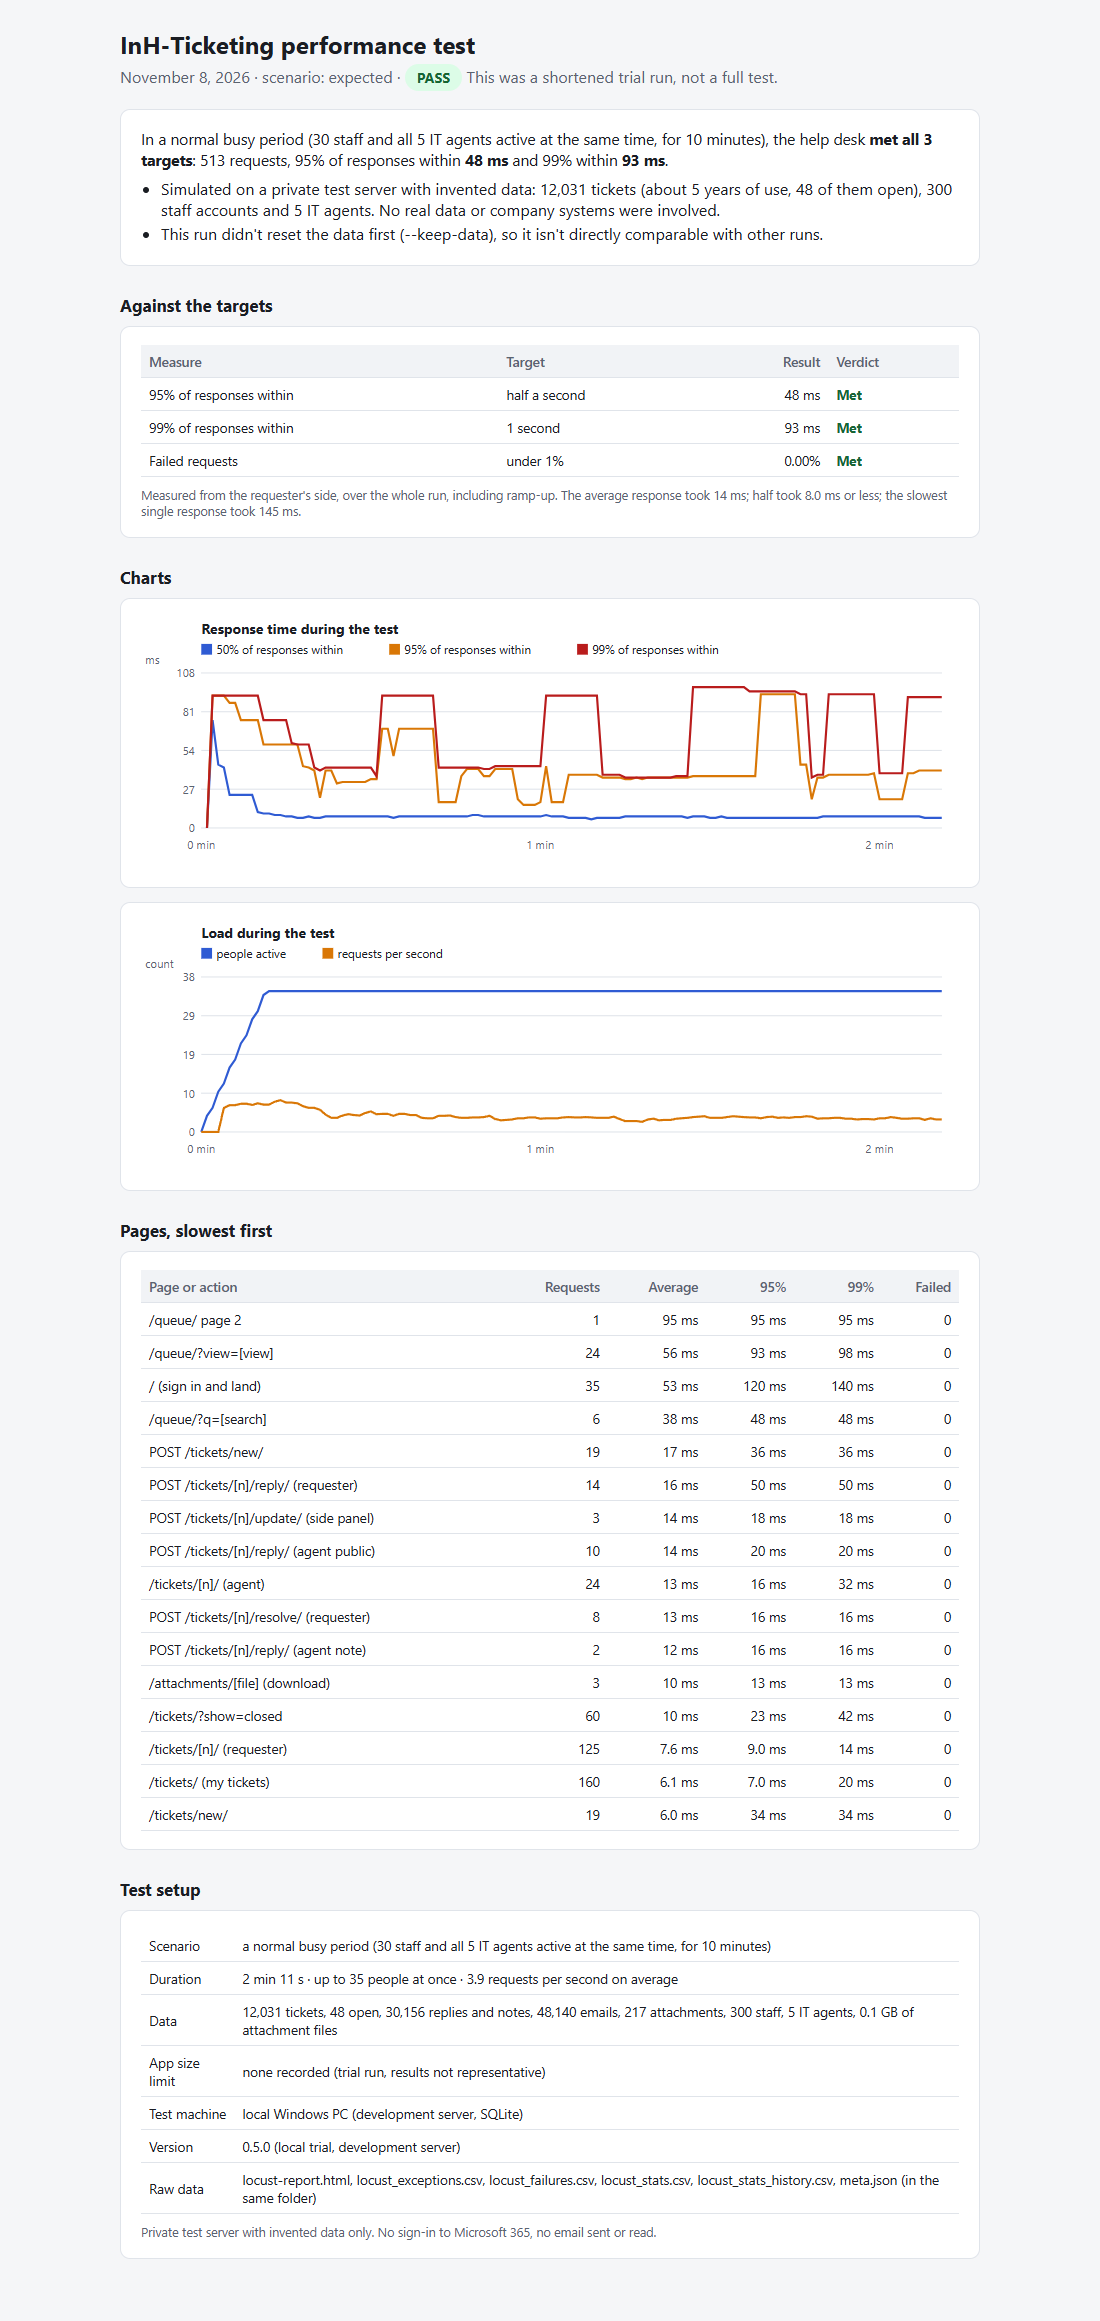 InH-Ticketing performance test
November 8, 2026 · scenario: expected · PASS This was a shortened trial run, not a full test.
In a normal busy period (30 staff and all 5 IT agents active at the same time, for 10 minutes), the help desk met all 3
targets: 513 requests, 95% of responses within 48 ms and 99% within 93 ms.
• Simulated on a private test server with invented data: 12,031 tickets (about 5 years of use, 48 of them open), 300
staff accounts and 5 IT agents. No real data or company systems were involved.
• This run didn't reset the data first (--keep-data), so it isn't directly comparable with other runs.
Against the targets
Measure Target Result Verdict
95% of responses within half a second 48 ms Met
99% of responses within 1 second 93 ms Met
Failed requests under 1% 0.00% Met
Measured from the requester's side, over the whole run, including ramp-up. The average response took 14 ms; half took 8.0 ms or less; the slowest
single response took 145 ms.
Charts
Response time during the test
50% of responses within 95% of responses within 99% of responses within
ms
108
81
54
27
0
0 min 1 min 2 min
Load during the test
people active requests per second
count
38
29
19
10
0
0 min 1 min 2 min
Pages, slowest first
Page or action Requests Average 95% 99% Failed
/queue/ page 2 1 95 ms 95 ms 95 ms 0
/queue/?view=[view] 24 56 ms 93 ms 98 ms 0
/ (sign in and land) 35 53 ms 120 ms 140 ms 0
/queue/?q=[search] 6 38 ms 48 ms 48 ms 0
POST /tickets/new/ 19 17 ms 36 ms 36 ms 0
POST /tickets/[n]/reply/ (requester) 14 16 ms 50 ms 50 ms 0
POST /tickets/[n]/update/ (side panel) 3 14 ms 18 ms 18 ms 0
POST /tickets/[n]/reply/ (agent public) 10 14 ms 20 ms 20 ms 0
/tickets/[n]/ (agent) 24 13 ms 16 ms 32 ms 0
POST /tickets/[n]/resolve/ (requester) 8 13 ms 16 ms 16 ms 0
POST /tickets/[n]/reply/ (agent note) 2 12 ms 16 ms 16 ms 0
/attachments/[file] (download) 3 10 ms 13 ms 13 ms 0
/tickets/?show=closed 60 10 ms 23 ms 42 ms 0
/tickets/[n]/ (requester) 125 7.6 ms 9.0 ms 14 ms 0
/tickets/ (my tickets) 160 6.1 ms 7.0 ms 20 ms 0
/tickets/new/ 19 6.0 ms 34 ms 34 ms 0
Test setup
Scenario a normal busy period (30 staff and all 5 IT agents active at the same time, for 10 minutes)
Duration 2 min 11 s · up to 35 people at once · 3.9 requests per second on average
Data 12,031 tickets, 48 open, 30,156 replies and notes, 48,140 emails, 217 attachments, 300 staff, 5 IT agents, 0.1 GB of
attachment files
App size
limit none recorded (trial run, results not representative)
Test machine local Windows PC (development server, SQLite)
Version 0.5.0 (local trial, development server)
Raw data locust-report.html, locust_exceptions.csv, locust_failures.csv, locust_stats.csv, locust_stats_history.csv, meta.json (in the
same folder)
Private test server with invented data only. No sign-in to Microsoft 365, no email sent or read.